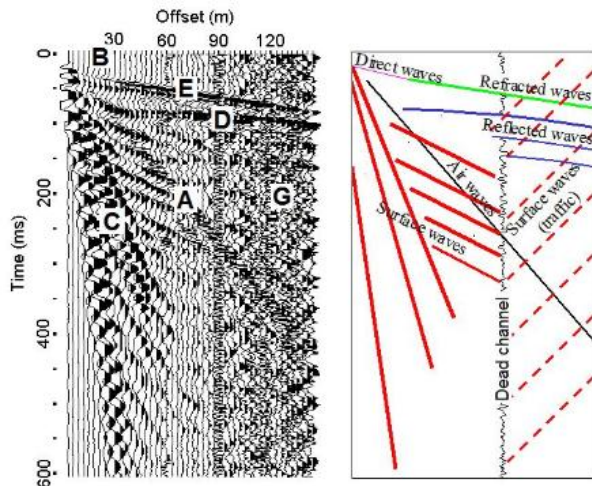 Offset (m)
30 60 90 120
0
200
400
600
Time (ms)
B
E
D
A
G
C
Direct waves
Refracted waves
Reflected waves
Air waves
Surface waves
Surface waves
(traffic)
Dead channel